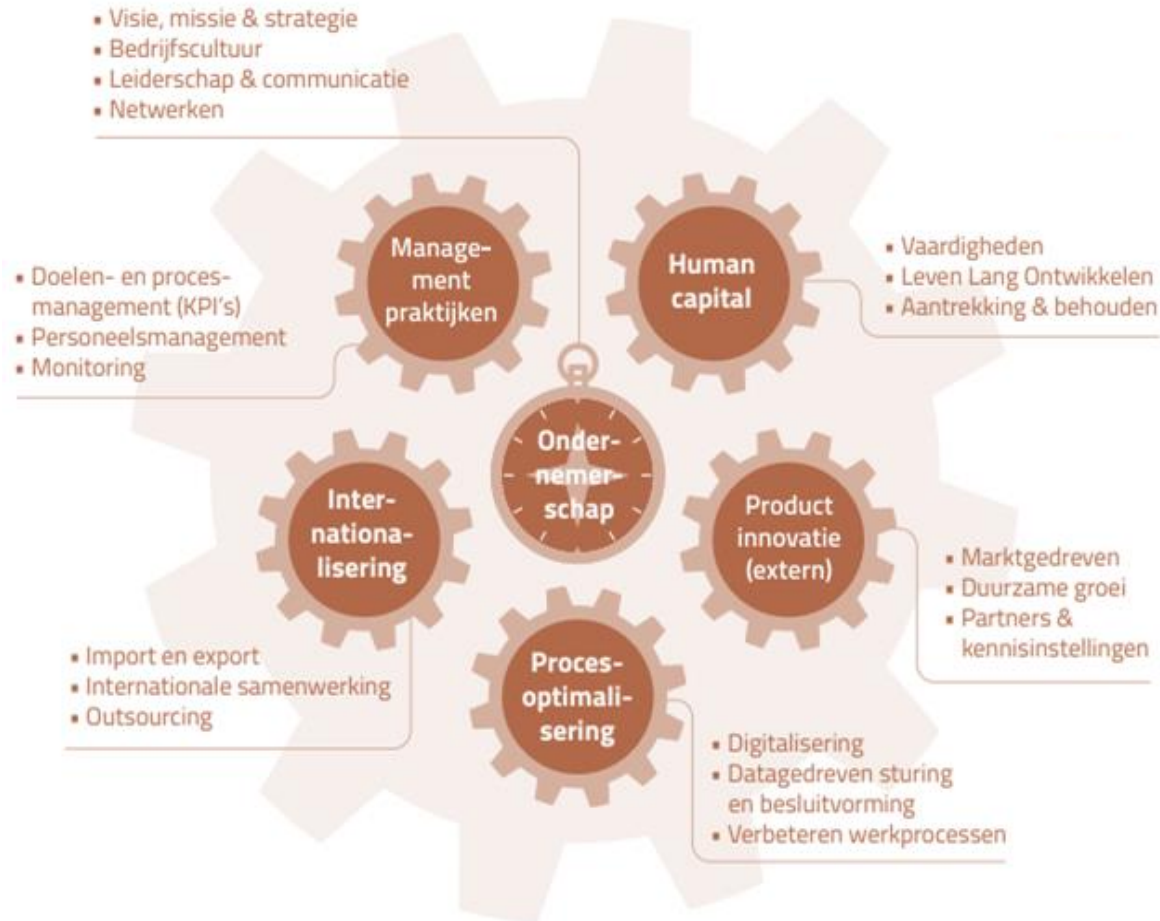 ▪ Visie, missie & strategie
▪ Bedrijfscultuur
▪ Leiderschap & communicatie
▪ Netwerken
Manage-
ment
praktijken
▪ Doelen- en proces-
management (KPI's)
▪ Personeelsmanagement
▪ Monitoring
Human
capital
▪ Vaardigheden
▪ Leven Lang Ontwikkelen
▪ Aantrekking & behouden
Onder-
nemer-
schap
Inter-
nationa-
lisering
▪ Import en export
▪ Internationale samenwerking
▪ Outsourcing
Product
innovatie
(extern)
▪ Marktgedreven
▪ Duurzame groei
▪ Partners &
kennisinstellingen
Proces-
optimali-
sering
▪ Digitalisering
▪ Datagedreven sturing
en besluitvorming
▪ Verbeteren werkprocessen